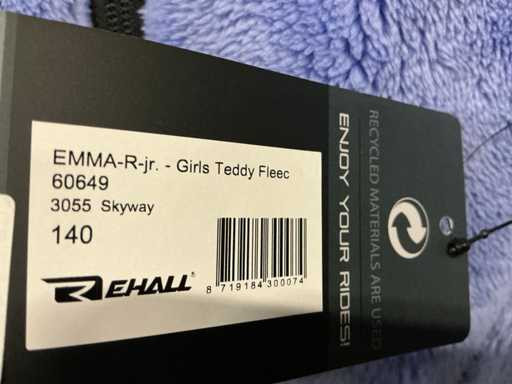 EMMA-R-jr. - Girls Teddy Fleec
60649
3055 Skyway
140
REHALL
8 719184 300074
ENJOY YOUR RIDES!
RECYCLED MATERIALS ARE USED